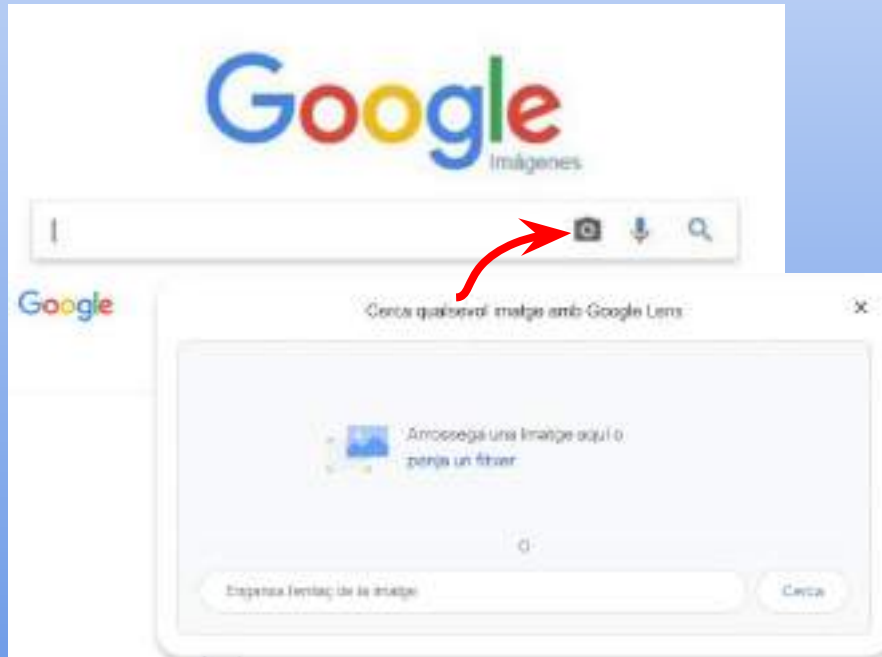 Google
Imágenes
Google
Cerca qualsevol imatge amb Google Lens
Arrossega una imatge aquí o
penja un fitxer
O
Enganxa l'enllaç de la imatge
Cerca